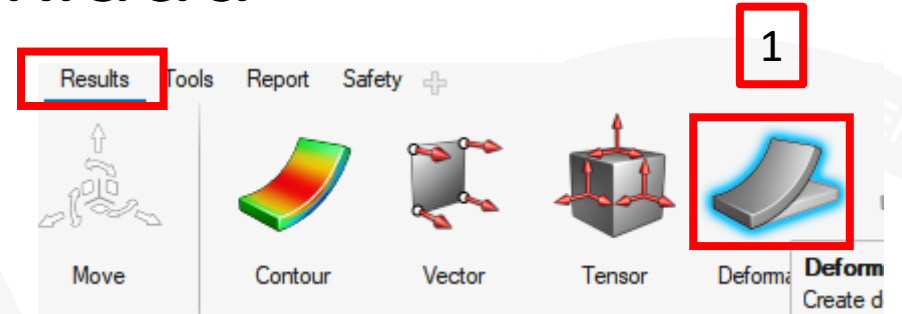 1
Results Tools Report Safety
Move Contour Vector Tensor Deforma
Deform
Create d